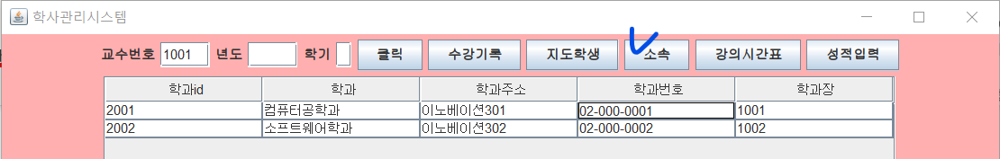 학사관리시스템
교수번호 1001 년도 학기 클릭 수강기록 지도학생 소속 강의시간표 성적입력
학과id 학과 학과주소 학과번호 학과장
2001 컴퓨터공학과 이노베이션301 02-000-0001 1001
2002 소프트웨어학과 이노베이션302 02-000-0002 1002